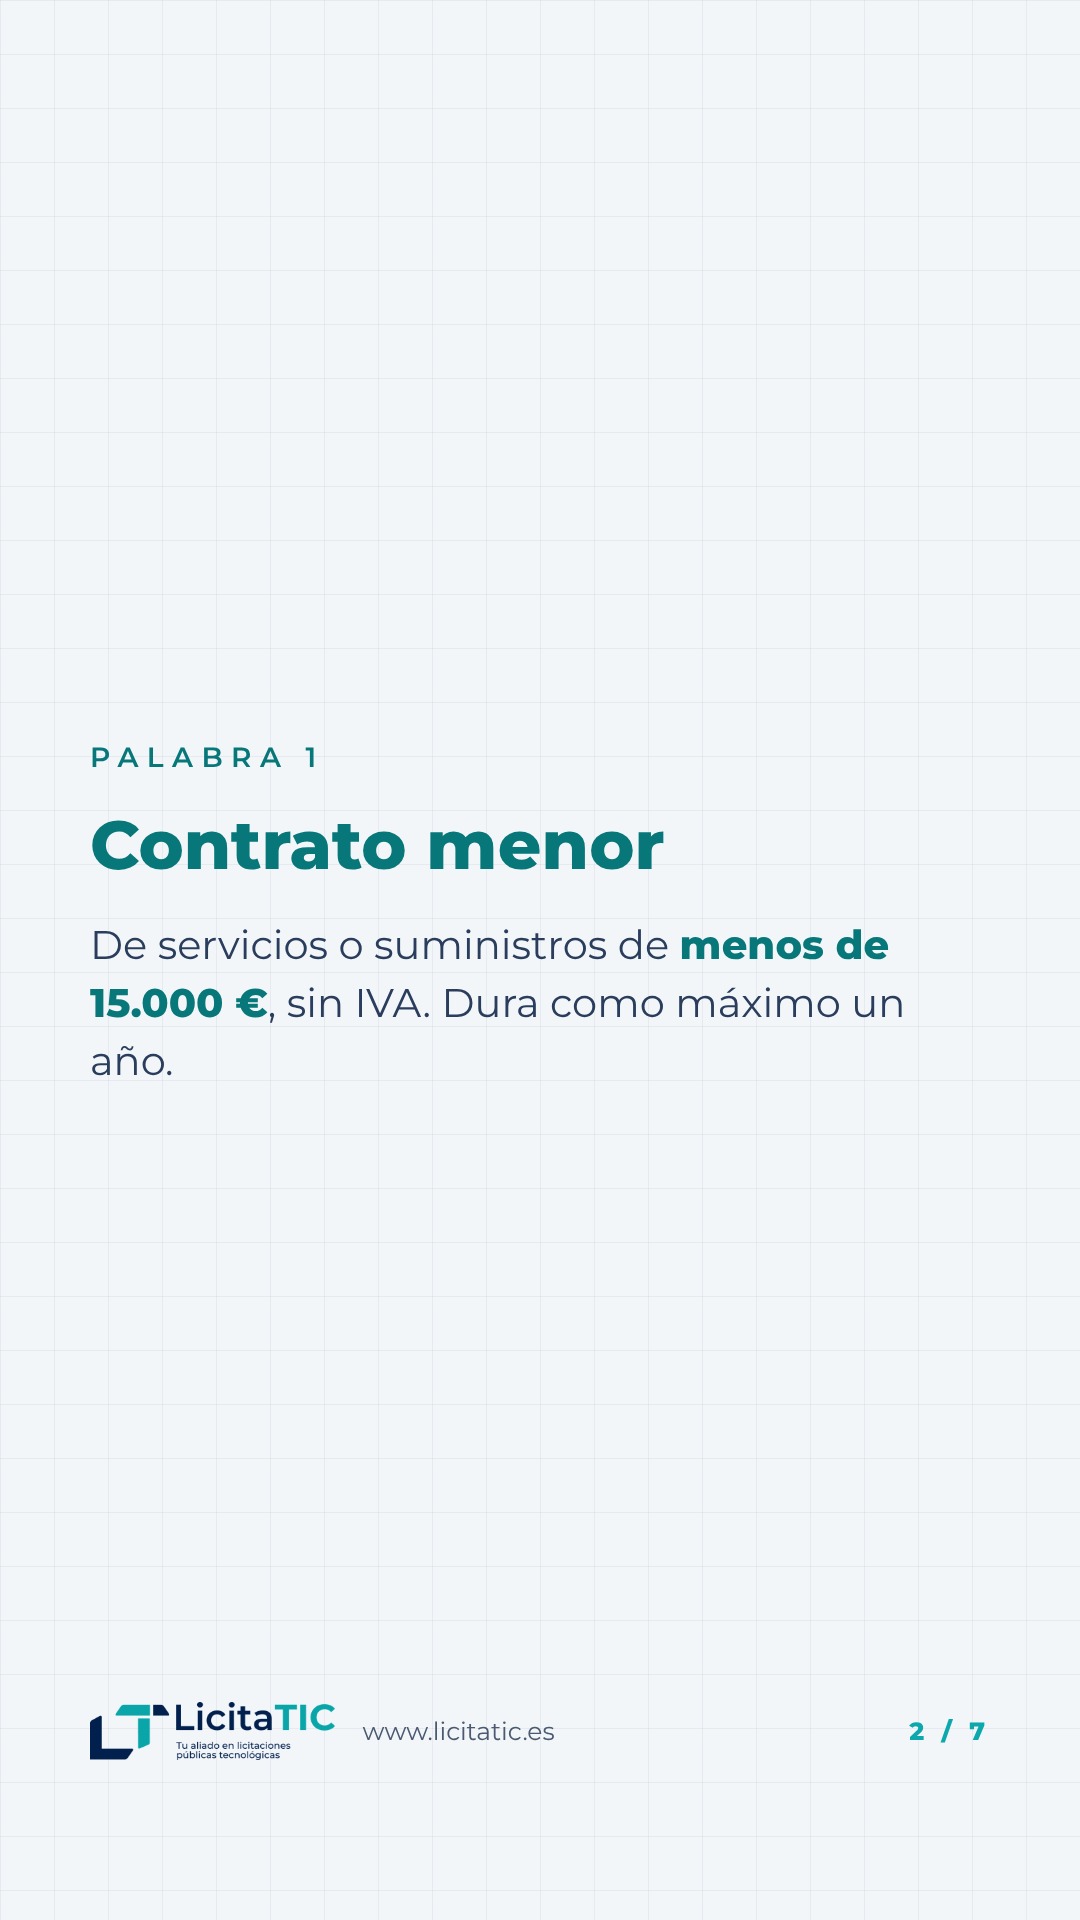 PALABRA 1
Contrato menor
De servicios o suministros de menos de
15.000 €, sin IVA. Dura como máximo un
año.
LicitaTIC
Tu aliado en licitaciones
públicas tecnológicas
www.licitatic.es
2 / 7